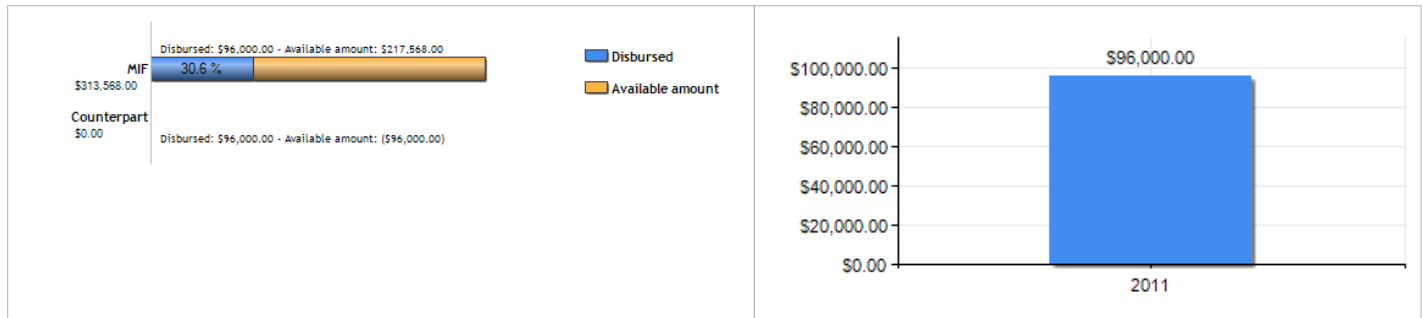 Disbursed: $96,000.00 - Available amount: $217,568.00
MIF
30.6 %
$313,568.00
Counterpart
$0.00
Disbursed: $96,000.00 - Available amount: ($96,000.00)
Disbursed
Available amount
$96,000.00
$100,000.00
$80,000.00
$60,000.00
$40,000.00
$20,000.00
$0.00
2011